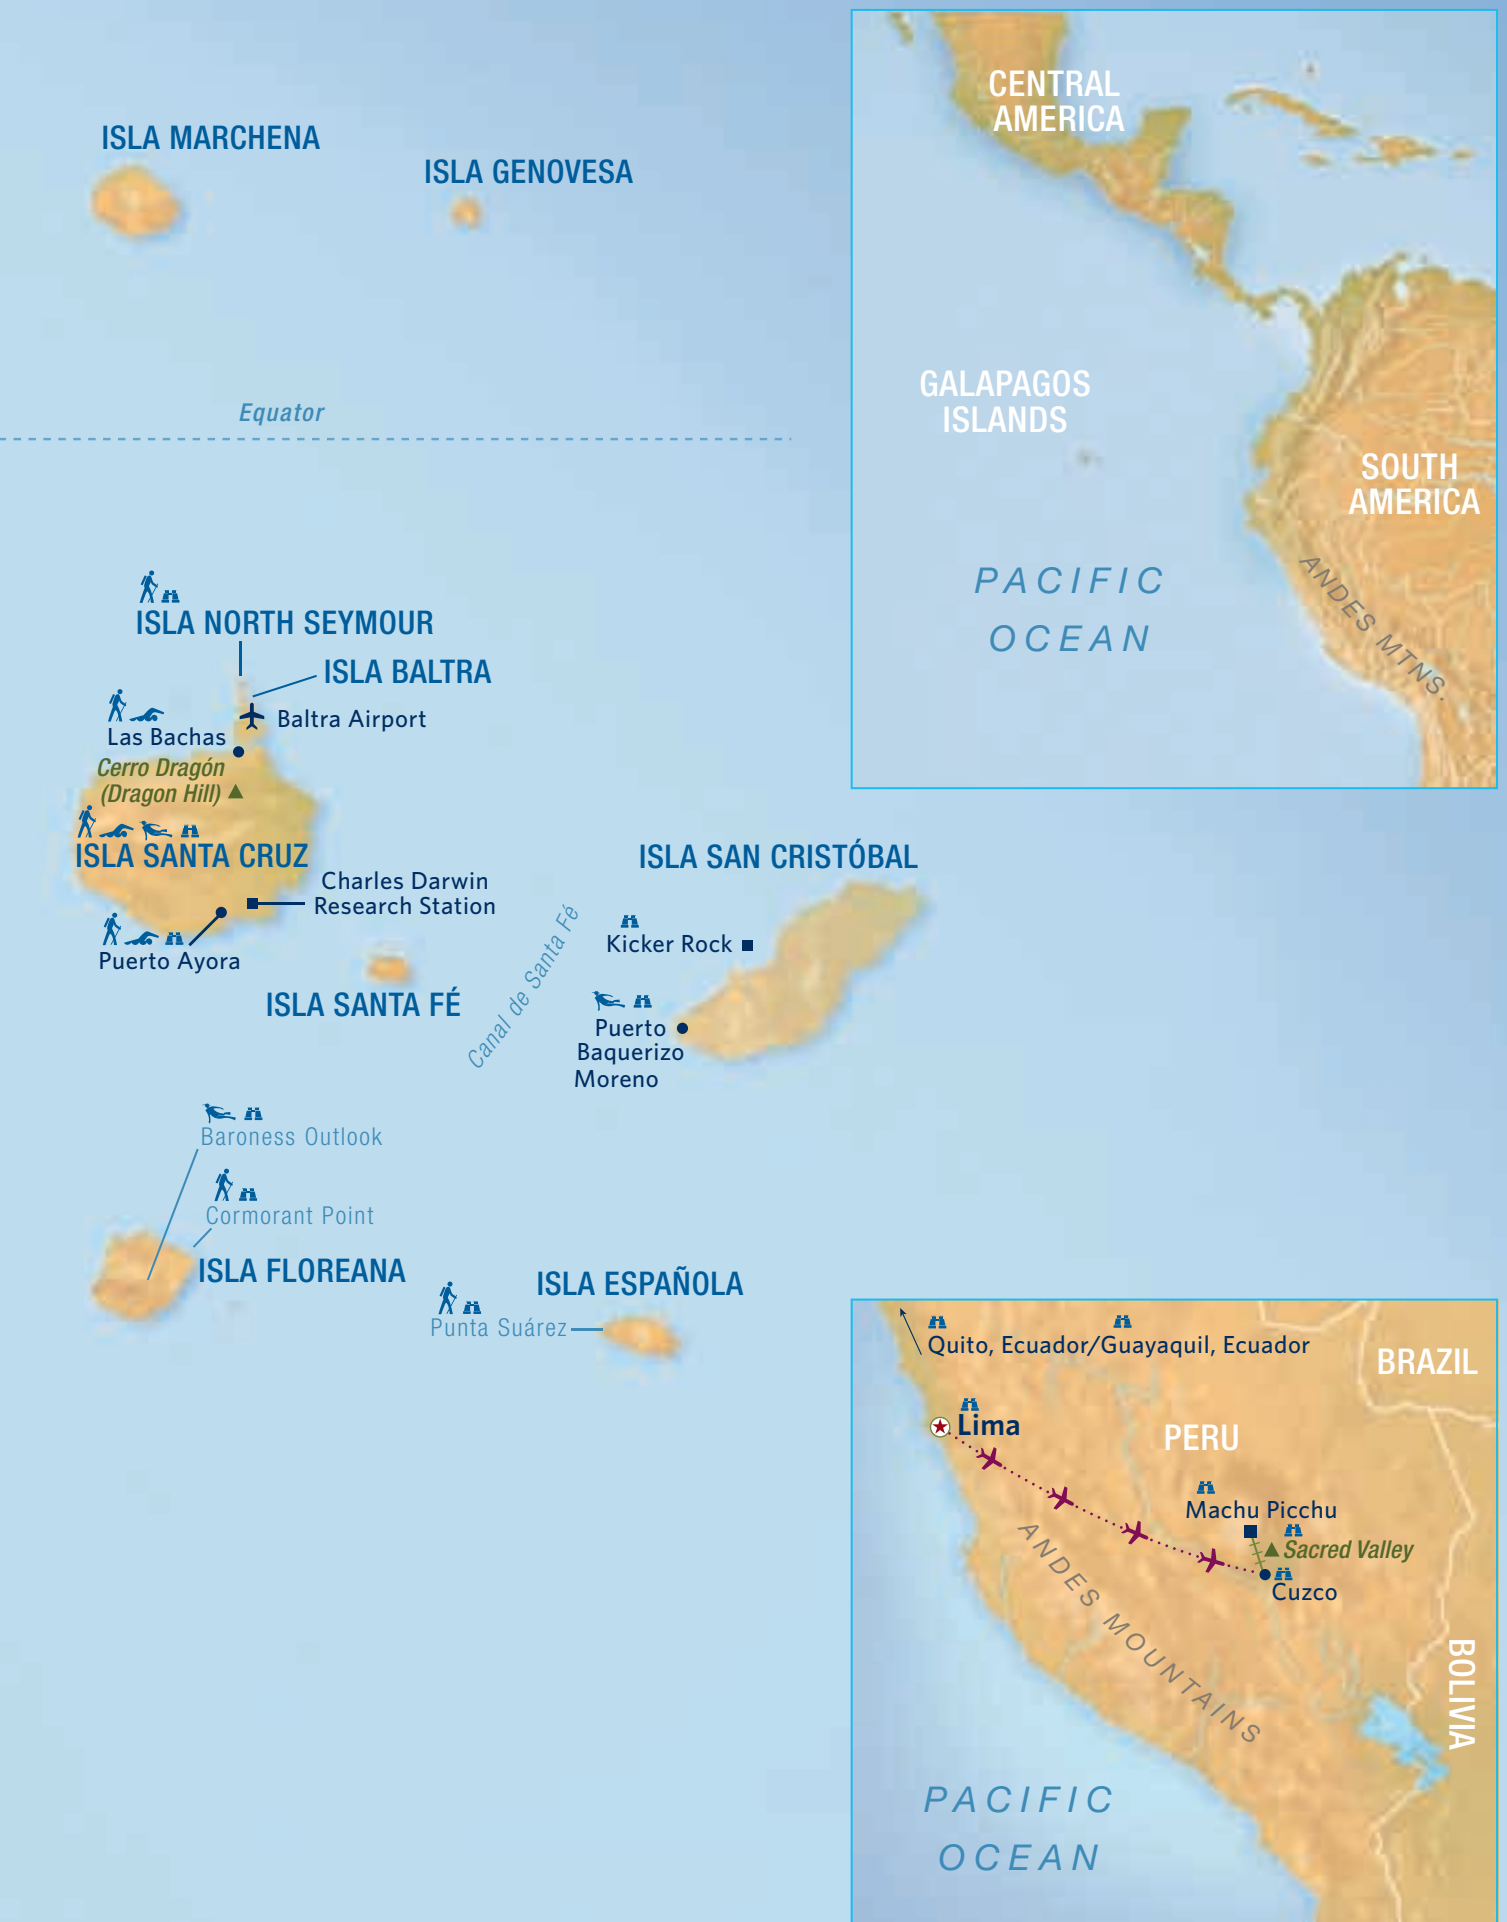 ISLA MARCHENA
ISLA GENOVESA
Equator
ISLA NORTH SEYMOUR
ISLA BALTRA
Baltra Airport
Las Bachas
Cerro Dragón
(Dragon Hill)
ISLA SANTA CRUZ
Charles Darwin
Research Station
Puerto Ayora
ISLA SANTA FÉ
Canal de Santa Fé
ISLA SAN CRISTÓBAL
Kicker Rock
Puerto
Baquerizo
Moreno
Baroness Outlook
Cormorant Point
ISLA FLOREANA
ISLA ESPAÑOLA
Punta Suárez
CENTRAL
AMERICA
GALAPAGOS
ISLANDS
SOUTH
AMERICA
ANDES MTNS.
PACIFIC
OCEAN
Quito, Ecuador/Guayaquil, Ecuador
BRAZIL
Lima
PERU
Machu Picchu
Sacred Valley
Cuzco
ANDES MOUNTAINS
BOLIVIA
PACIFIC
OCEAN